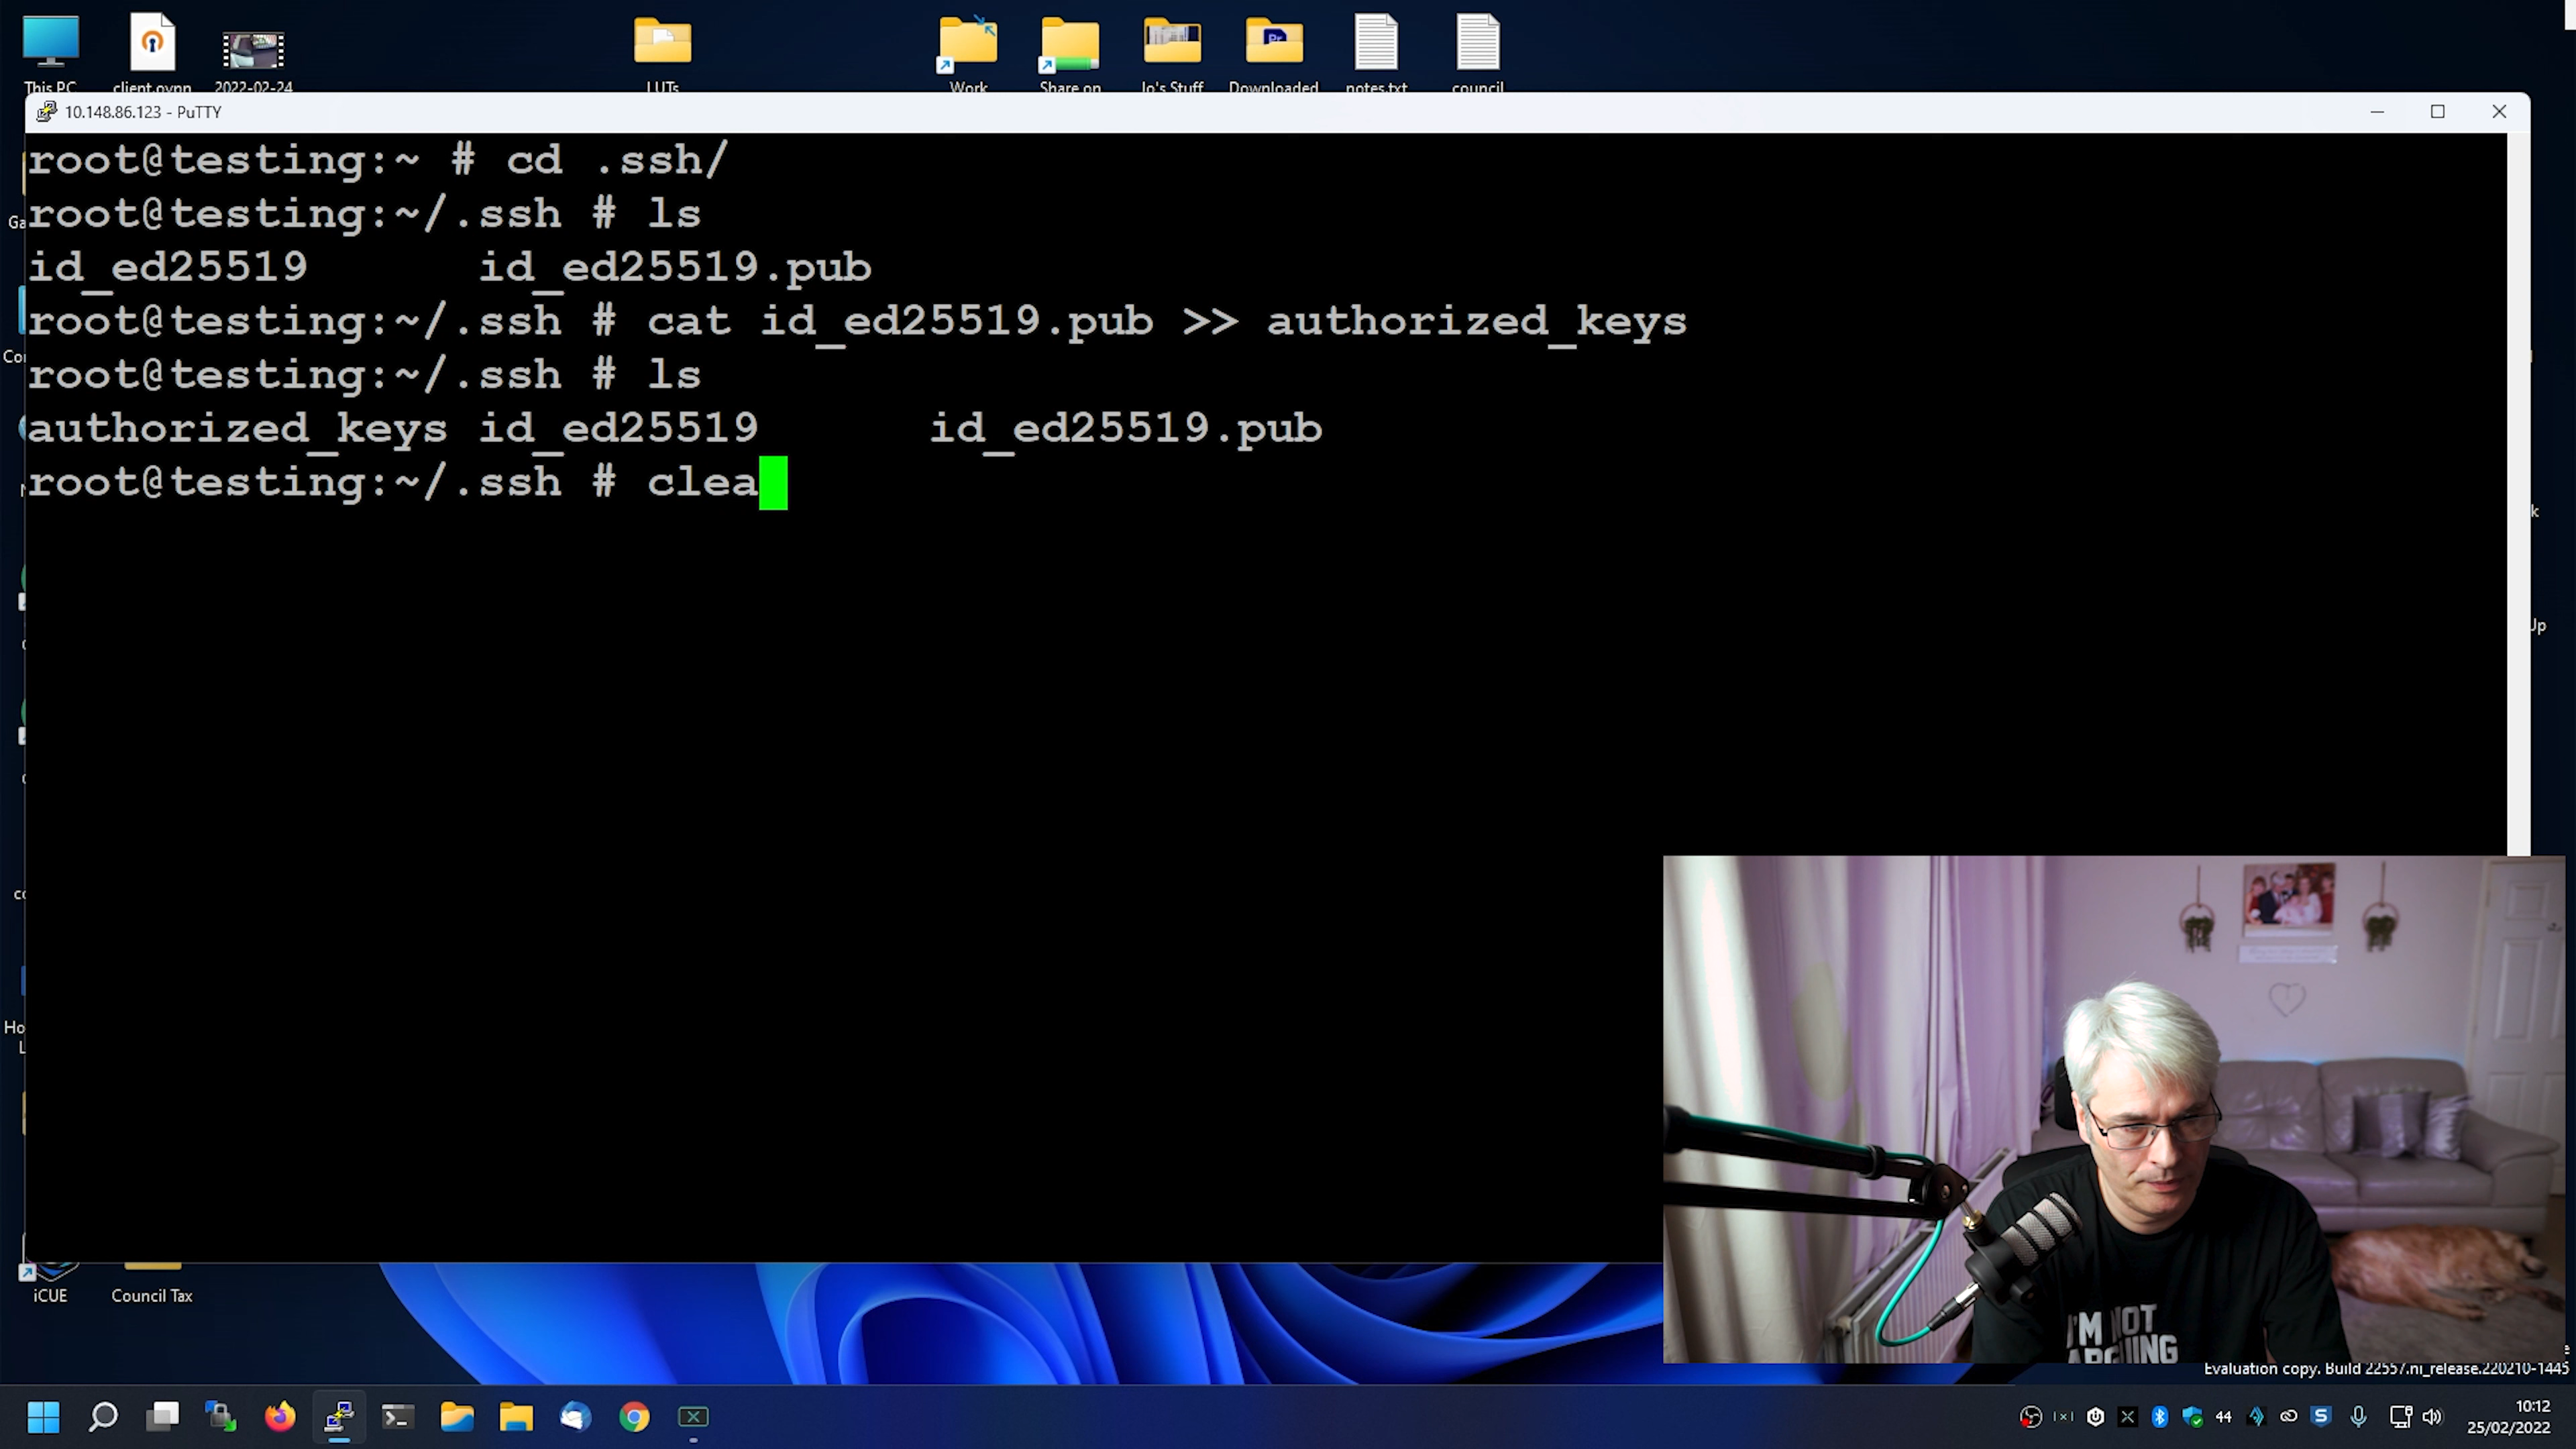 This PC
client.ovpn
2022-02-24
LUTs
Work
Share on
Jo's Stuff
Downloaded
notes.txt
council
10.148.86.123 - PuTTY
root@testing:~ # cd .ssh/
root@testing:~/.ssh # ls
id_ed25519      id_ed25519.pub
root@testing:~/.ssh # cat id_ed25519.pub >> authorized_keys
root@testing:~/.ssh # ls
authorized_keys id_ed25519      id_ed25519.pub
root@testing:~/.ssh # clea
I'M NOT
ARGUING
iCUE
Council Tax
Evaluation copy. Build 22557.ni_release.220210-1445
44
10:12
25/02/2022